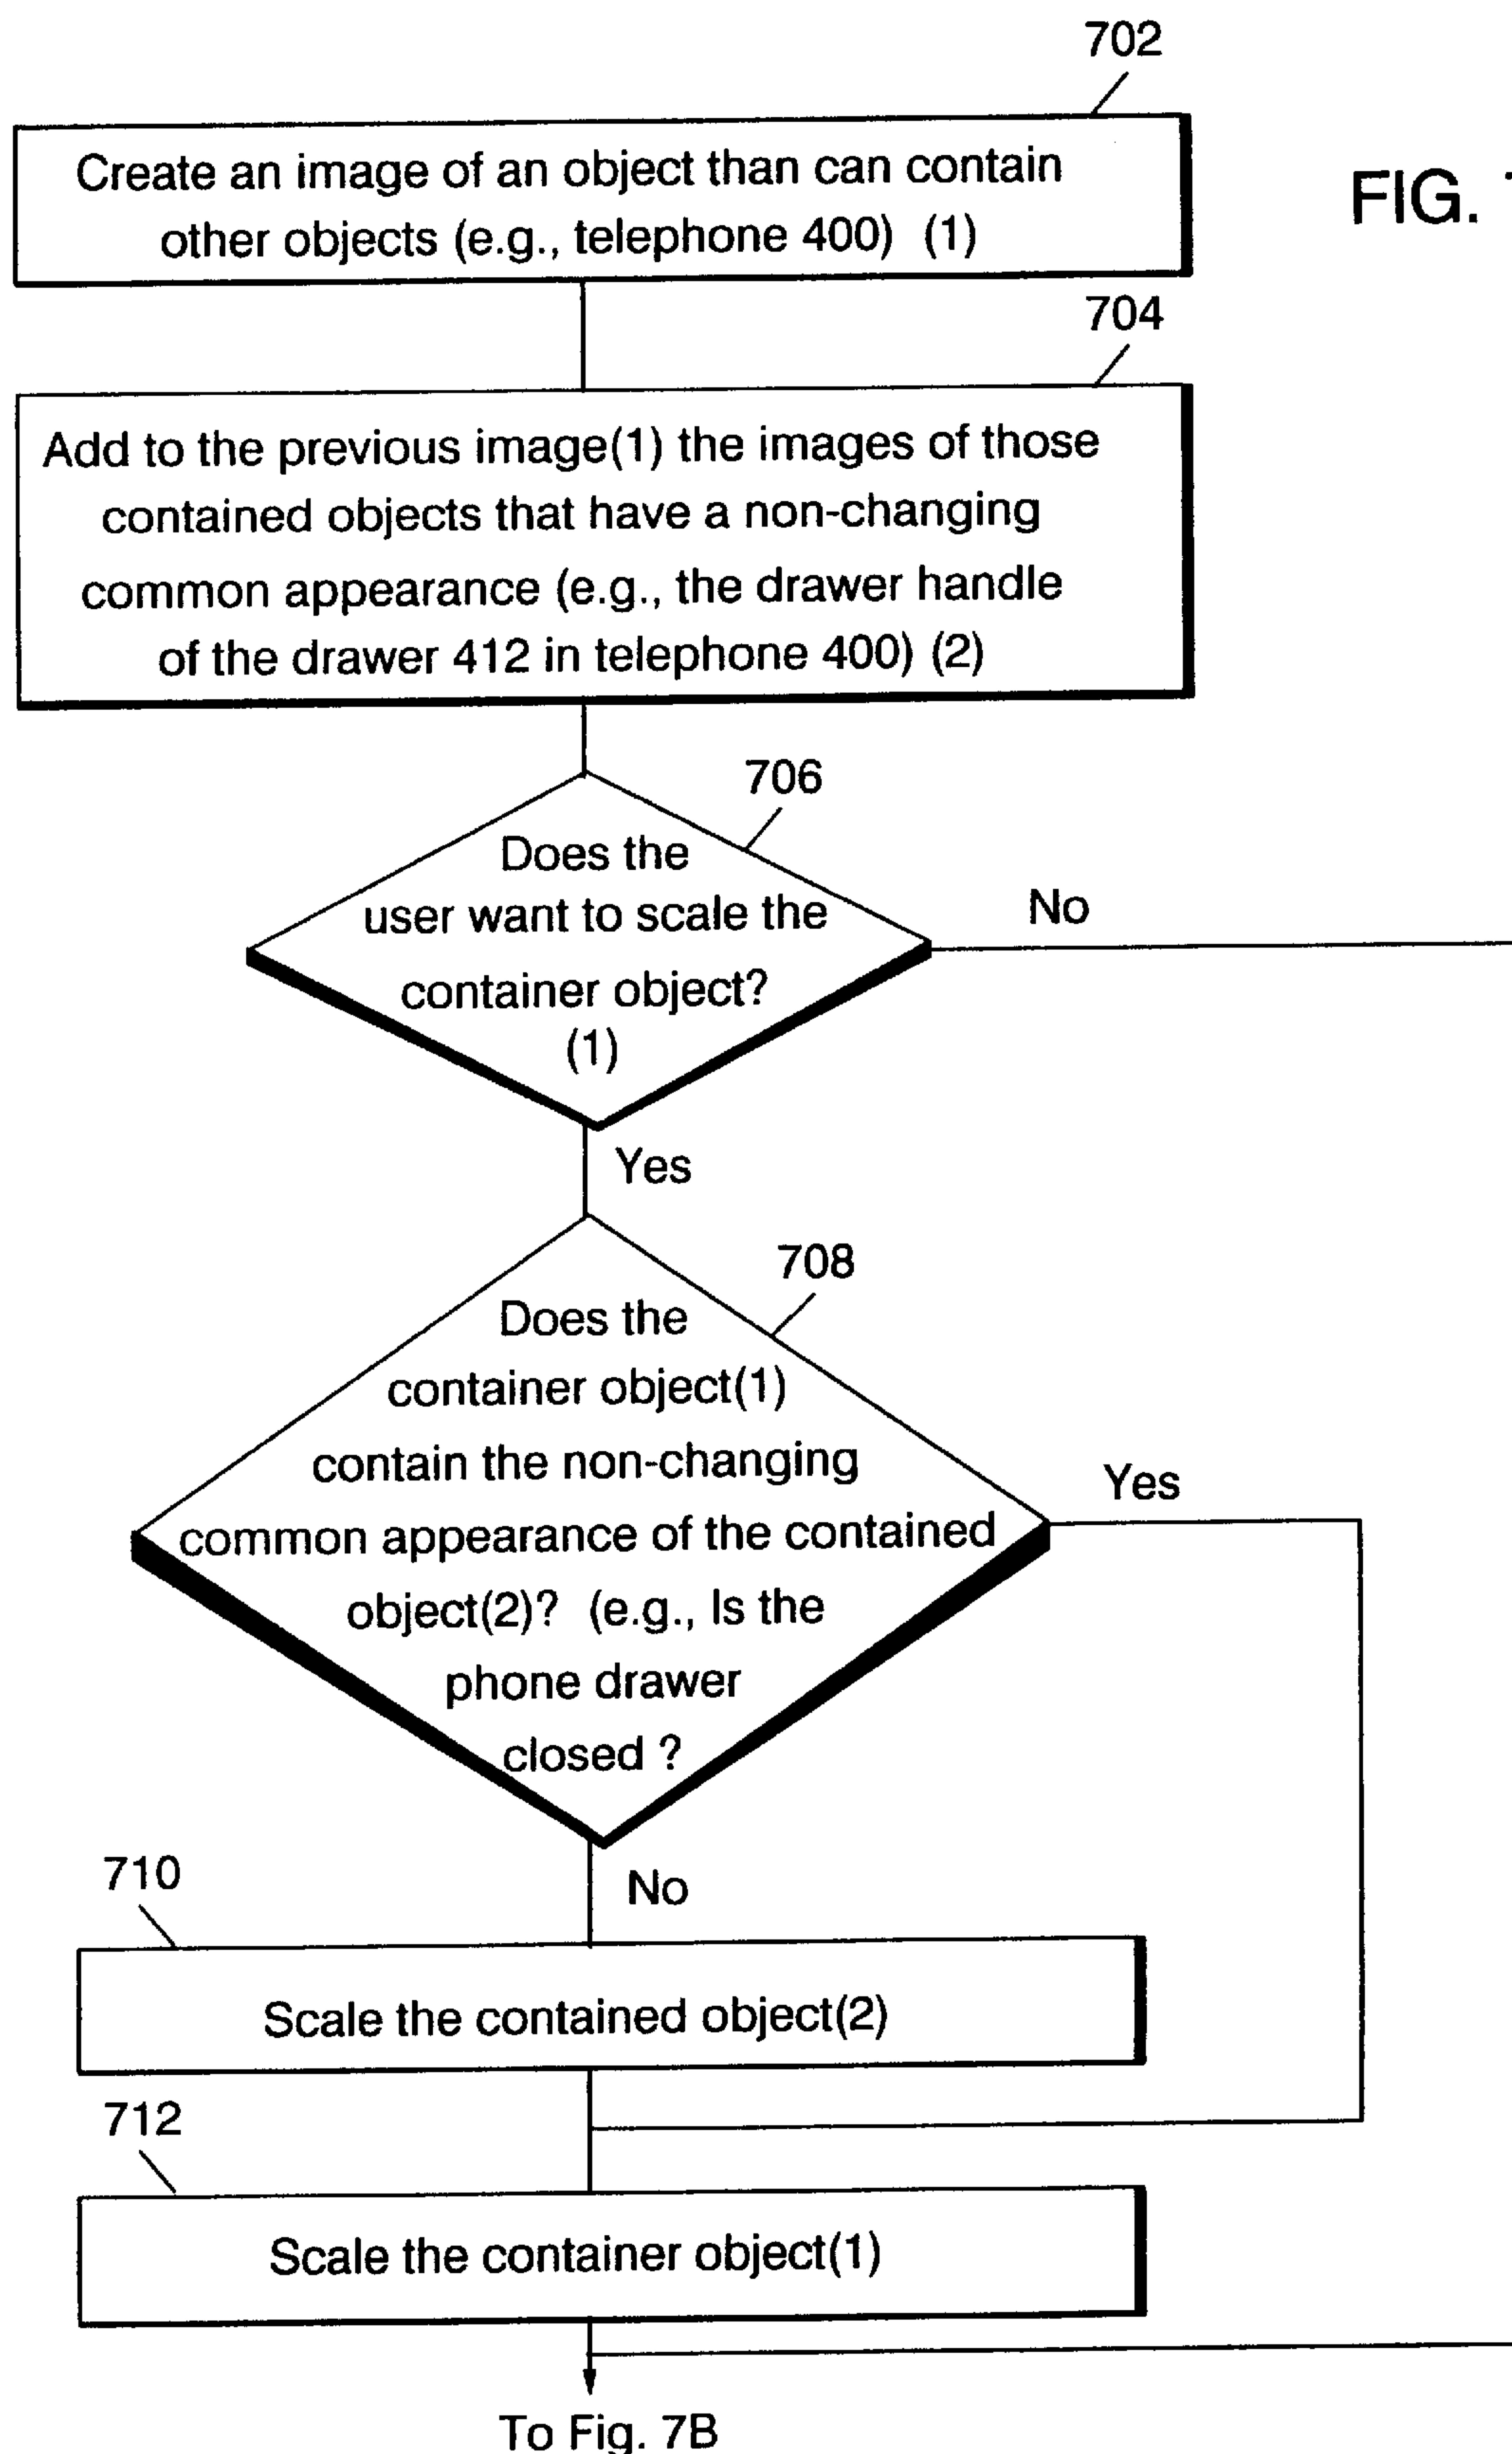 702
Create an image of an object than can contain
other objects (e.g., telephone 400) (1)
FIG.
704
Add to the previous image(1) the images of those
contained objects that have a non-changing
common appearance (e.g., the drawer handle
of the drawer 412 in telephone 400) (2)
706
Does the
user want to scale the
container object?
(1)
No
Yes
708
Does the
container object(1)
contain the non-changing
common appearance of the contained
object(2)? (e.g., Is the
phone drawer
closed ?
Yes
No
710
Scale the contained object(2)
712
Scale the container object(1)
To Fig. 7B